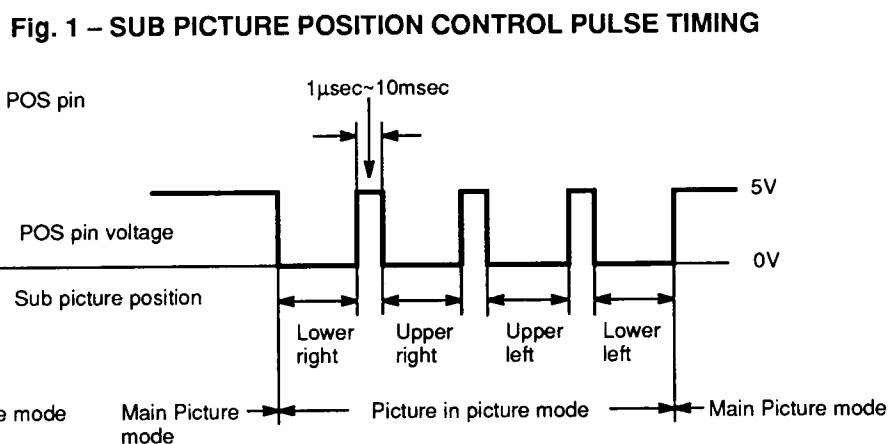 Fig. 1 – SUB PICTURE POSITION CONTROL PULSE TIMING
1μsec~10msec
POS pin
5V
POS pin voltage
0V
Sub picture position
Lower right
Upper right
Upper left
Lower left
e mode
Main Picture mode
Picture in picture mode
Main Picture mode